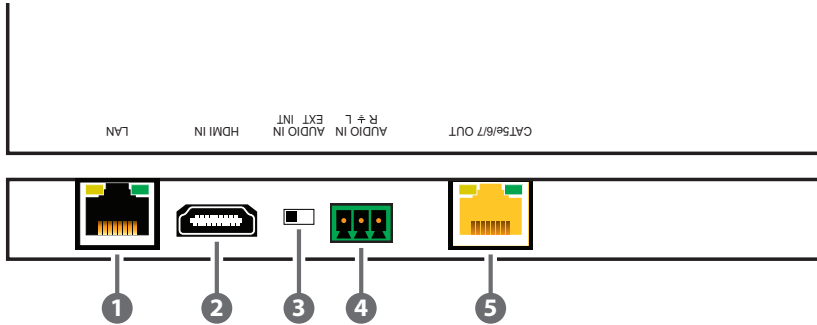 LAN
HDMI IN
AUDIO IN
EXT INT
AUDIO IN
R ⏚ L
CAT5e/6/7 OUT
1
2
3
4
5